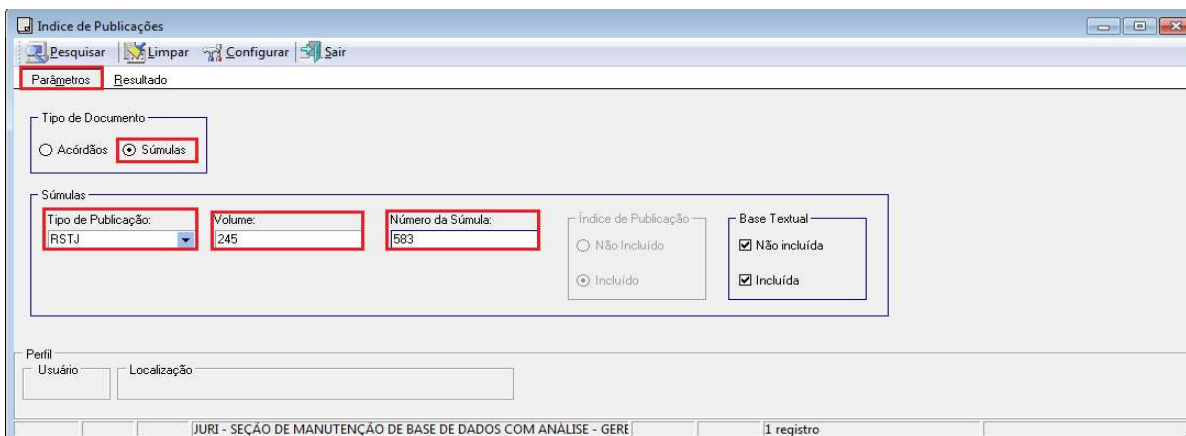 Indice de Publicações
Pesquisar Limpar Configurar Sair
Parâmetros Resultado
Tipo de Documento
Acórdãos Súmulas
Súmulas
Tipo de Publicação: Volume: Número da Súmula: Índice de Publicação Base Textual
RSTJ 245 583 Não Incluído Não incluída
Incluído Incluída
Perfil
Usuário Localização
JURI - SEÇÃO DE MANUTENÇÃO DE BASE DE DADOS COM ANÁLISE - GERE 1 registro